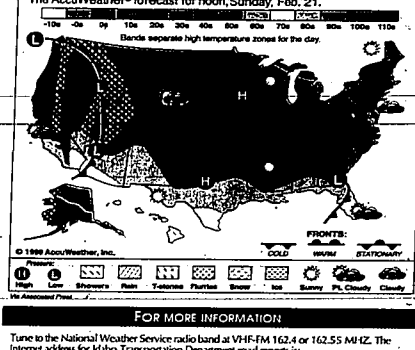 The AccuWeather forecast for noon, Sunday, Feb. 21.
-10s -0s 0s 10s 20s 30s 40s 50s 60s 70s 80s 90s 100s 110s
Bands separate high temperature zones for the day.
L
L
H
L
H
L
FRONTS:
COLD WARM STATIONARY
© 1999 AccuWeather, Inc.
Pressure:
H L
High Low Showers Rain T-storms Flurries Snow Ice Sunny Pt. Cloudy Cloudy
Via Associated Press
FOR MORE INFORMATION
Tune to the National Weather Service radio band at VHF-FM 162.4 or 162.55 MHZ. The
Internet address for Idaho Transportation Department road reports is